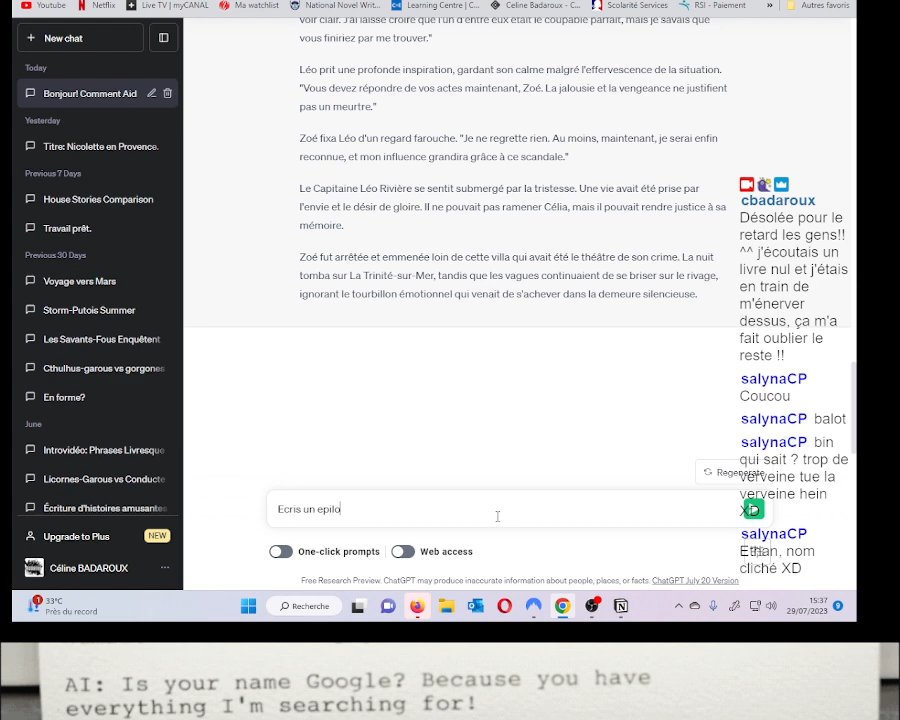 Youtube Netflix Live TV | myCANAL Ma watchlist National Novel Writ... Learning Centre | C... Celine Badaroux - C... Scolarité Services RSI - Paiement » Autres favoris
+ New chat
Today
Bonjour! Comment Aid
Yesterday
Titre: Nicolette en Provence.
Previous 7 Days
House Stories Comparison
Travail prêt.
Previous 30 Days
Voyage vers Mars
Storm-Putois Summer
Les Savants-Fous Enquêtent
Cthulhus-garous vs gorgones
En forme?
June
Introvidéo: Phrases Livresqu
Licornes-Garous vs Conducte
Écriture d'histoires amusantes
Upgrade to Plus NEW
Céline BADAROUX ...
voir clair. J'ai laissé croire que l'un d'entre eux était le coupable parfait, mais je savais que
vous finiriez par me trouver."
Léo prit une profonde inspiration, gardant son calme malgré l'effervescence de la situation.
"Vous devez répondre de vos actes maintenant, Zoé. La jalousie et la vengeance ne justifient
pas un meurtre."
Zoé fixa Léo d'un regard farouche. "Je ne regrette rien. Au moins, maintenant, je serai enfin
reconnue, et mon influence grandira grâce à ce scandale."
Le Capitaine Léo Rivière se sentit submergé par la tristesse. Une vie avait été prise par
l'envie et le désir de gloire. Il ne pouvait pas ramener Célia, mais il pouvait rendre justice à sa
mémoire.
Zoé fut arrêtée et emmenée loin de cette villa qui avait été le théâtre de son crime. La nuit
tomba sur La Trinité-sur-Mer, tandis que les vagues continuaient de se briser sur le rivage,
ignorant le tourbillon émotionnel qui venait de s'achever dans la demeure silencieuse.
Regenerate
Ecris un epilo
One-click prompts Web access
Free Research Preview. ChatGPT may produce inaccurate information about people, places, or facts. ChatGPT July 20 Version
cbadaroux
Désolée pour le
retard les gens!!
^^ j'écoutais un
livre nul et j'étais
en train de
m'énerver
dessus, ça m'a
fait oublier le
reste !!
salynaCP
Coucou
salynaCP balot
salynaCP bin
qui sait ? trop de
verveine tue la
verveine hein
XD
salynaCP
Ethan, nom
cliché XD
1
33°C
Près du record
Recherche
15:37
29/07/2023
9
AI: Is your name Google? Because you have
everything I'm searching for!